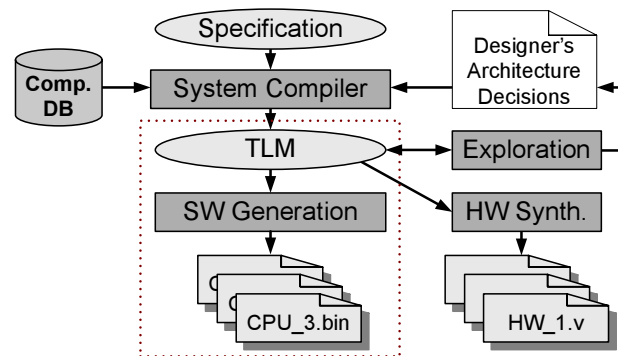 Specification
Comp.
DB
System Compiler
Designer's
Architecture
Decisions
TLM
Exploration
SW Generation
HW Synth.
CPU_3.bin
HW_1.v